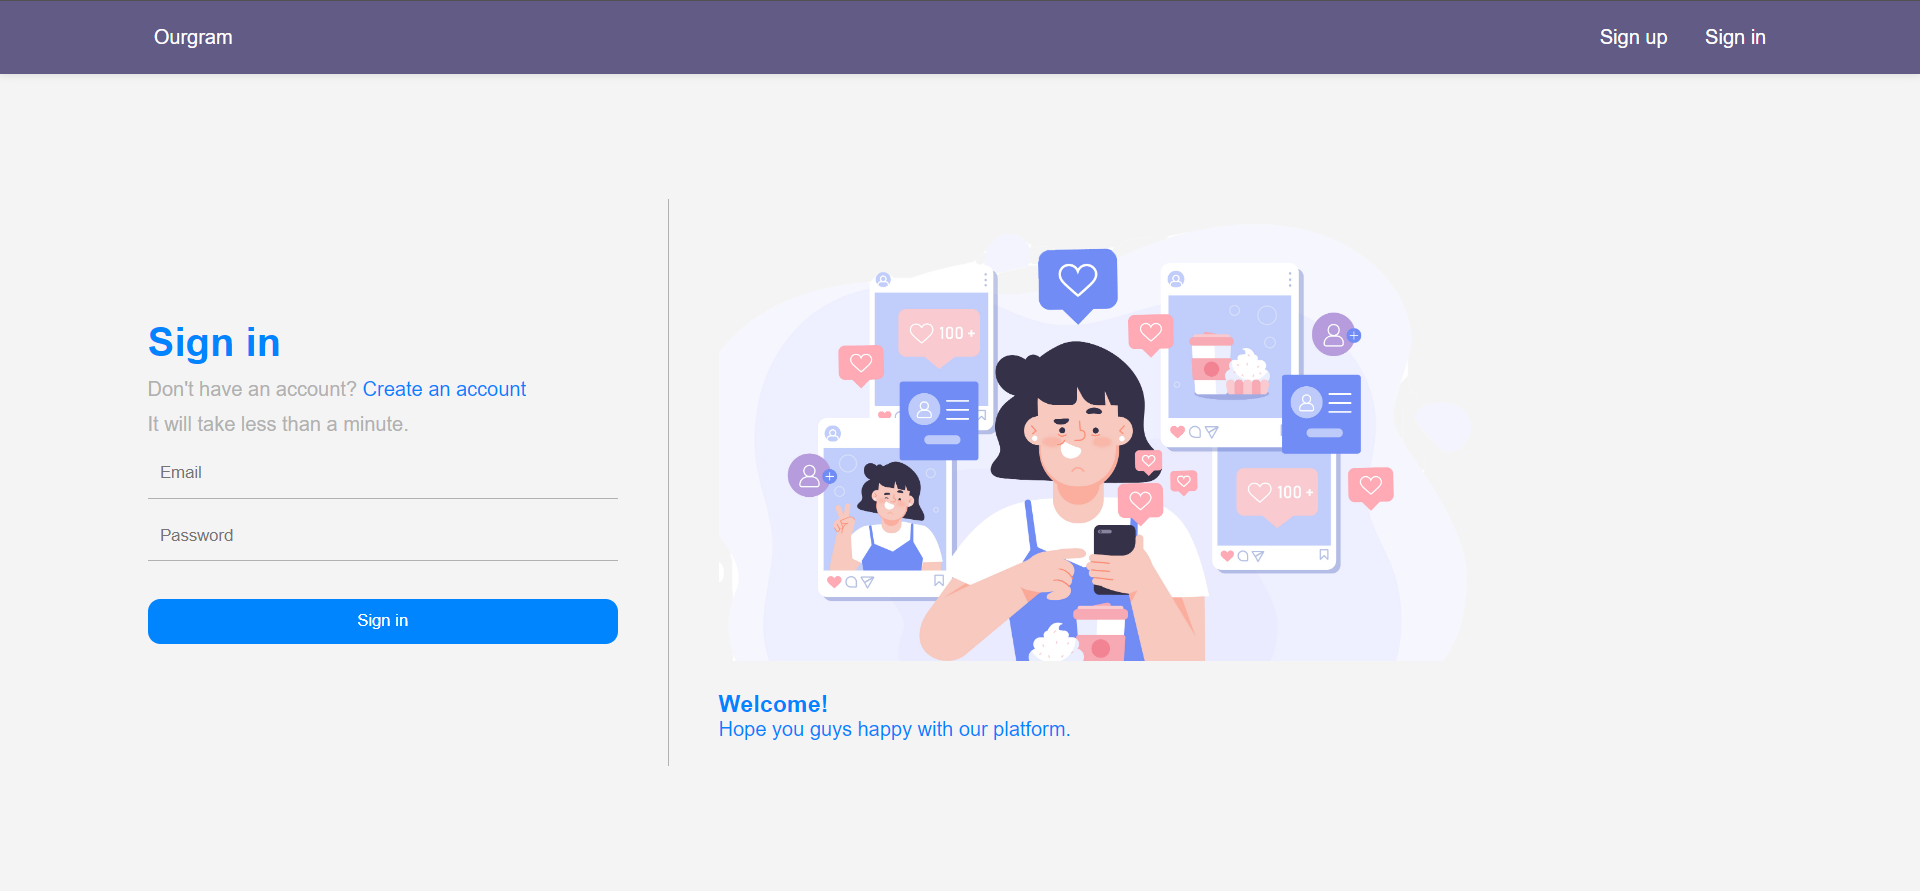 Ourgram
Sign up
Sign in
Sign in
Don't have an account? Create an account
It will take less than a minute.
Email
Password
Sign in
100 +
100 +
Welcome!
Hope you guys happy with our platform.